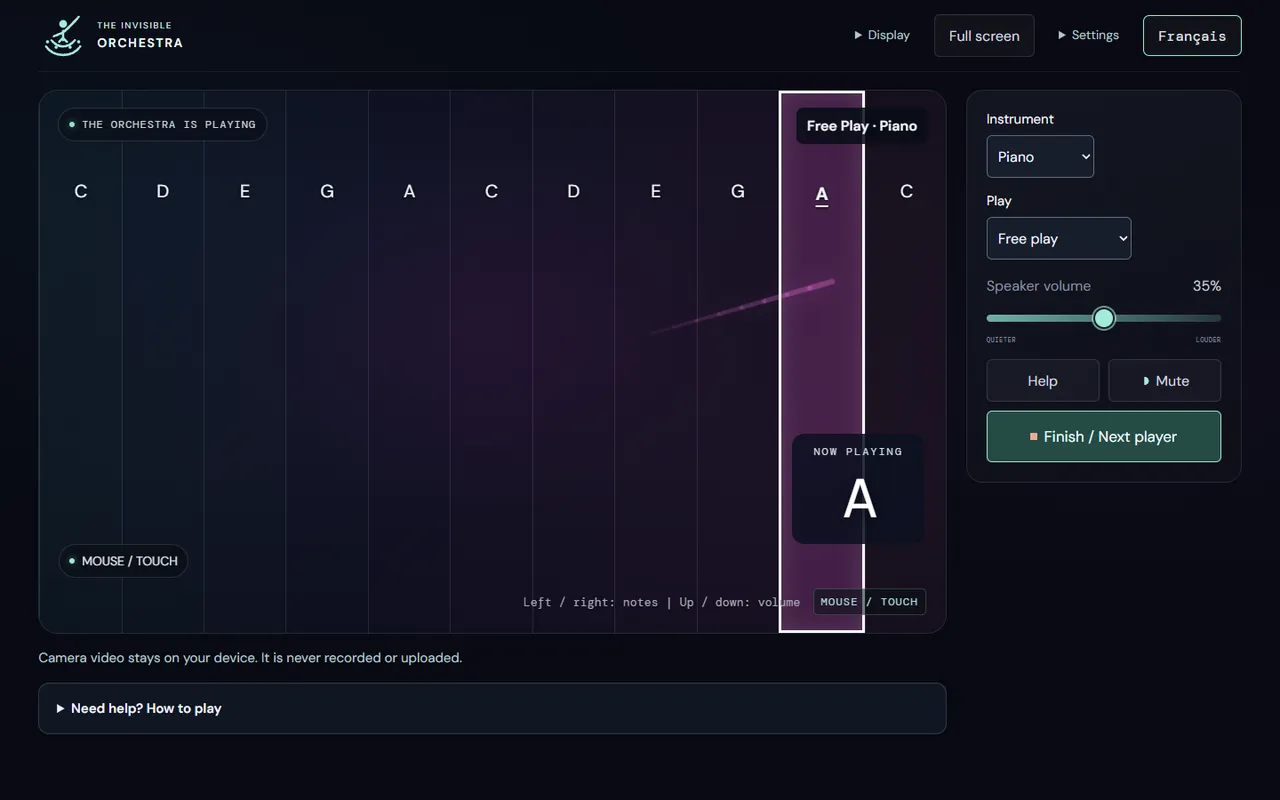 THE INVISIBLE
ORCHESTRA
Display
Full screen
Settings
Français
THE ORCHESTRA IS PLAYING
Free Play · Piano
C D E G A C D E G A C
NOW PLAYING
A
MOUSE / TOUCH
Left / right: notes | Up / down: volume
MOUSE / TOUCH
Instrument
Piano
Play
Free play
Speaker volume 35%
QUIETER LOUDER
Help
Mute
Finish / Next player
Camera video stays on your device. It is never recorded or uploaded.
Need help? How to play